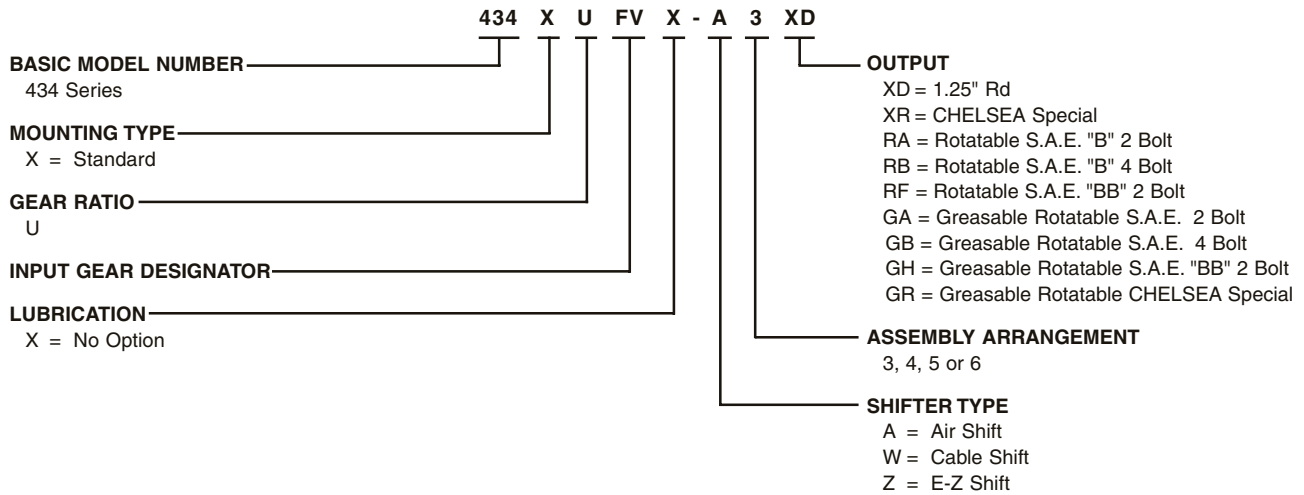 434 X U FV X - A 3 XD
BASIC MODEL NUMBER
434 Series
MOUNTING TYPE
X = Standard
GEAR RATIO
U
INPUT GEAR DESIGNATOR
LUBRICATION
X = No Option
OUTPUT
XD = 1.25" Rd
XR = CHELSEA Special
RA = Rotatable S.A.E. "B" 2 Bolt
RB = Rotatable S.A.E. "B" 4 Bolt
RF = Rotatable S.A.E. "BB" 2 Bolt
GA = Greasable Rotatable S.A.E. 2 Bolt
GB = Greasable Rotatable S.A.E. 4 Bolt
GH = Greasable Rotatable S.A.E. "BB" 2 Bolt
GR = Greasable Rotatable CHELSEA Special
ASSEMBLY ARRANGEMENT
3, 4, 5 or 6
SHIFTER TYPE
A = Air Shift
W = Cable Shift
Z = E-Z Shift